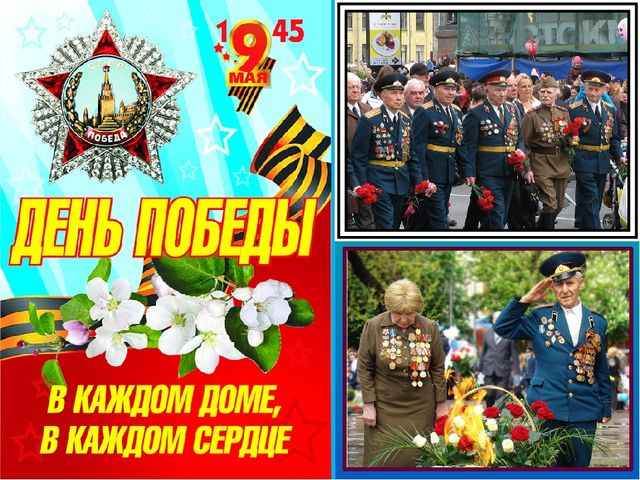 1945
9
МАЯ
ПОБЕДА
ДЕНЬ ПОБЕДЫ
В КАЖДОМ ДОМЕ,
В КАЖДОМ СЕРДЦЕ